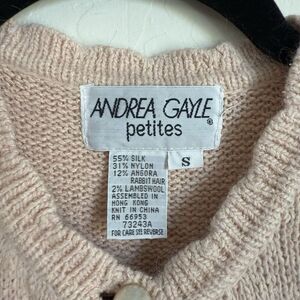 ANDREA GAYLE®
petites
S
55% SILK
31% NYLON
12% ANGORA
RABBIT HAIR
2% LAMBSWOOL
ASSEMBLED IN
HONG KONG
KNIT IN CHINA
RN 66953
73243A
FOR CARE SEE REVERSE